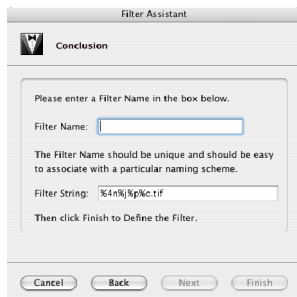 Filter Assistant
Conclusion
Please enter a Filter Name in the box below.
Filter Name:
The Filter Name should be unique and should be easy
to associate with a particular naming scheme.
Filter String: %4n%j%p%c.tif
Then click Finish to Define the Filter.
Cancel Back Next Finish